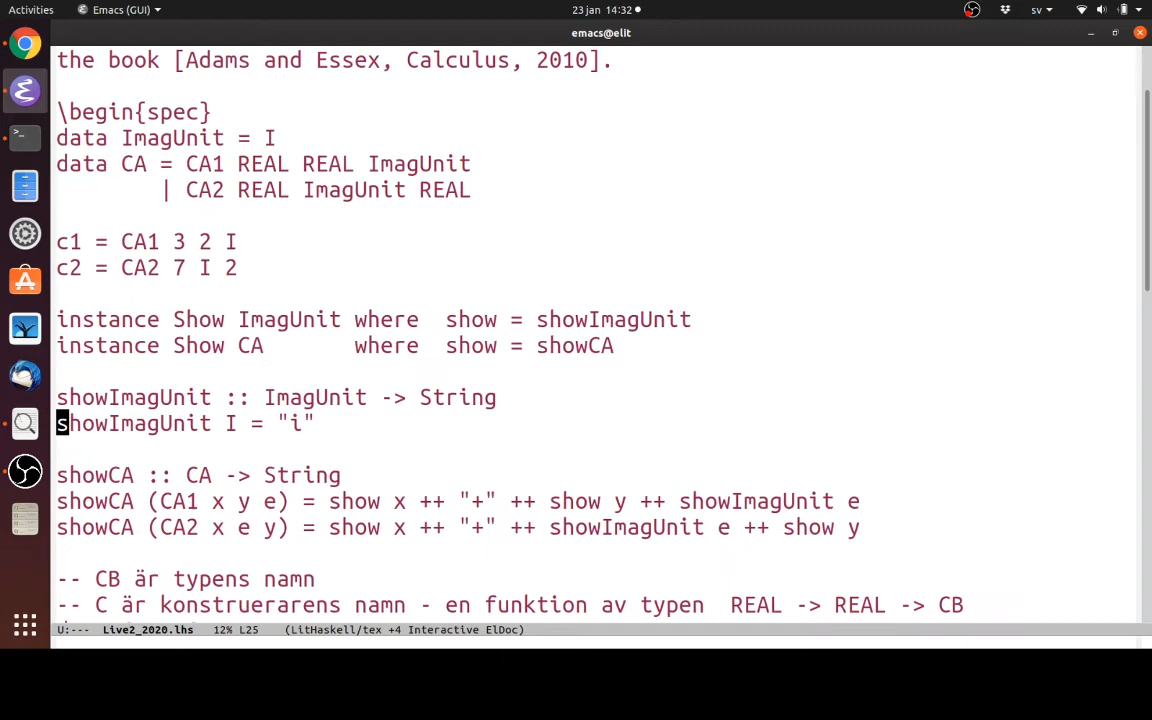 Activities Emacs (GUI) 23 jan 14:32 sv
emacs@elit
the book [Adams and Essex, Calculus, 2010].
\begin{spec}
data ImagUnit = I
data CA = CA1 REAL REAL ImagUnit
| CA2 REAL ImagUnit REAL
c1 = CA1 3 2 I
c2 = CA2 7 I 2
instance Show ImagUnit where show = showImagUnit
instance Show CA where show = showCA
showImagUnit :: ImagUnit -> String
showImagUnit I = "i"
showCA :: CA -> String
showCA (CA1 x y e) = show x ++ "+" ++ show y ++ showImagUnit e
showCA (CA2 x e y) = show x ++ "+" ++ showImagUnit e ++ show y
-- CB är typens namn
-- C är konstruerarens namn - en funktion av typen REAL -> REAL -> CB
U:--- Live2_2020.lhs 12% L25 (LitHaskell/tex +4 Interactive ElDoc)